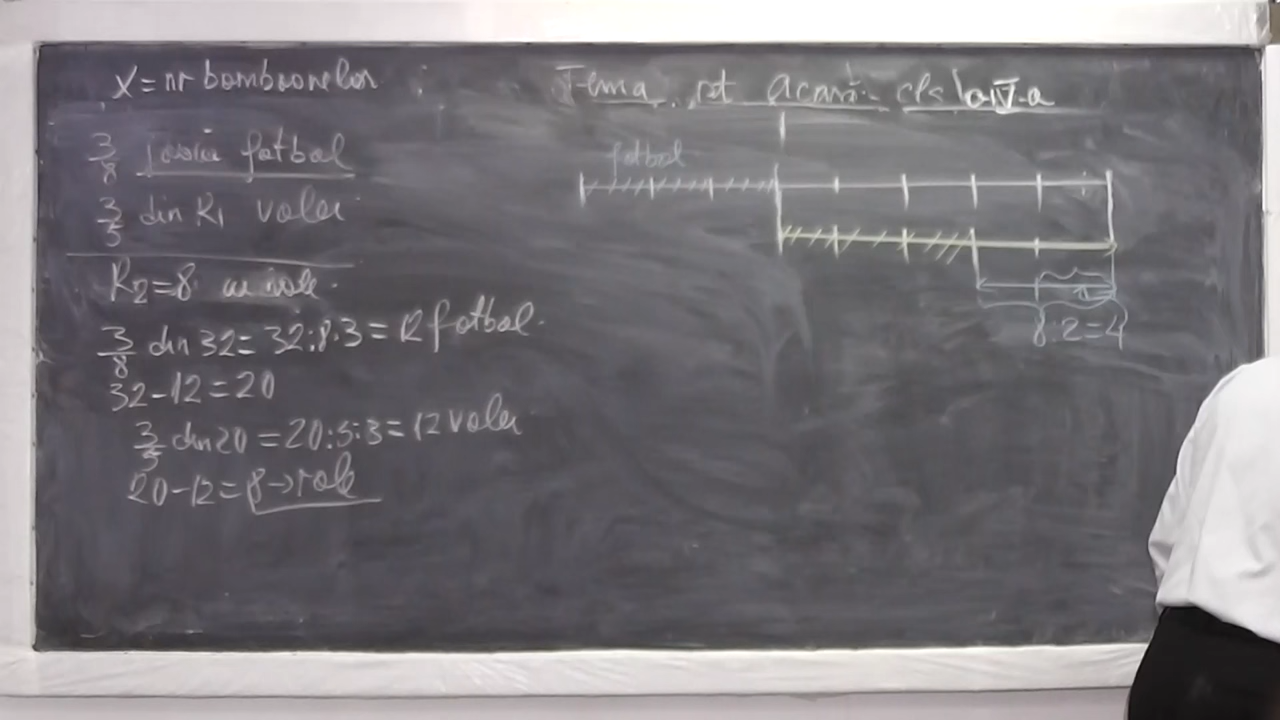 x = nr bomboanelor
Tema pt acasă cls a IV-a
3/8 joacă fotbal
3/5 din R1 volei
R2 = 8
3/8 din 32 = 32:8·3 = 12 fotbal.
32-12=20
3/5 din 20 = 20:5·3 = 12 volei
20-12=8→role
fotbal
8:2=4